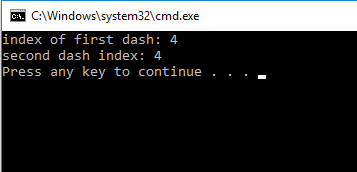 C:\Windows\system32\cmd.exe
index of first dash: 4
second dash index: 4
Press any key to continue . . .